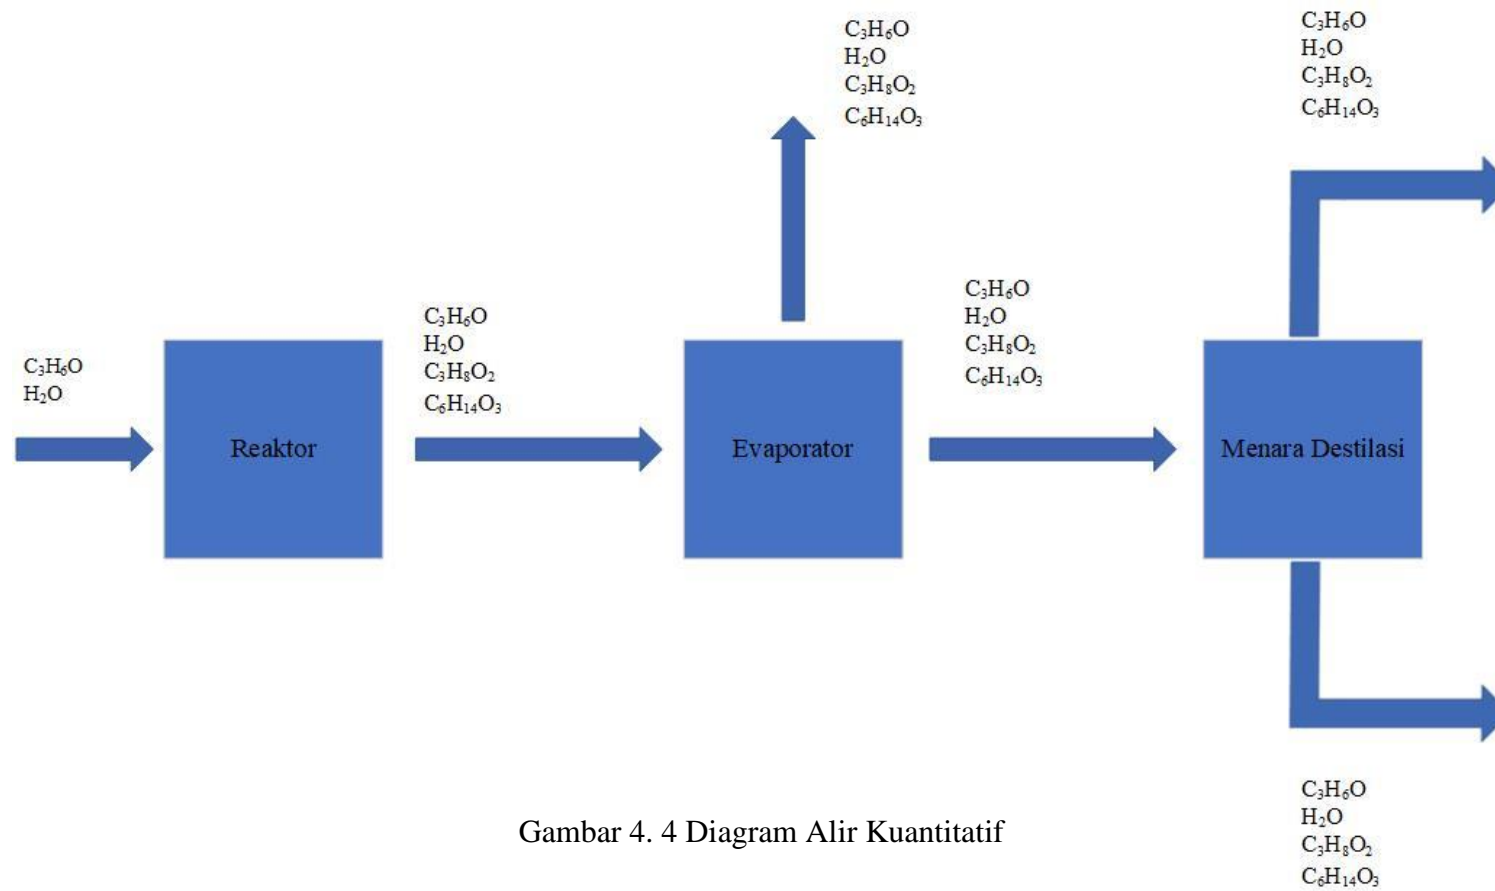 C₃H₆O
H₂O
Reaktor
C₃H₆O
H₂O
C₃H₈O₂
C₆H₁₄O₃
Evaporator
C₃H₆O
H₂O
C₃H₈O₂
C₆H₁₄O₃
C₃H₆O
H₂O
C₃H₈O₂
C₆H₁₄O₃
Menara Destilasi
C₃H₆O
H₂O
C₃H₈O₂
C₆H₁₄O₃
C₃H₆O
H₂O
C₃H₈O₂
C₆H₁₄O₃
Gambar 4. 4 Diagram Alir Kuantitatif